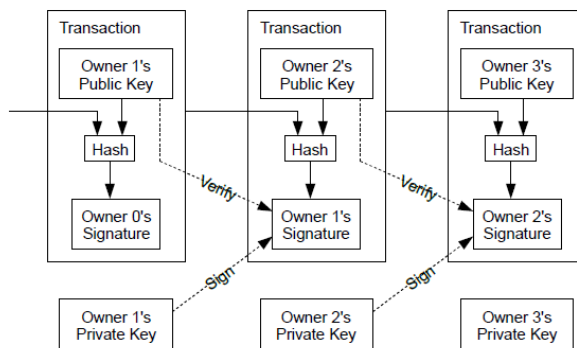 Transaction
Owner 1's
Public Key
Hash
Owner 0's
Signature
Transaction
Owner 2's
Public Key
Hash
Verify
Owner 1's
Signature
Transaction
Owner 3's
Public Key
Hash
Verify
Owner 2's
Signature
Owner 1's
Private Key
Sign
Owner 2's
Private Key
Sign
Owner 3's
Private Key